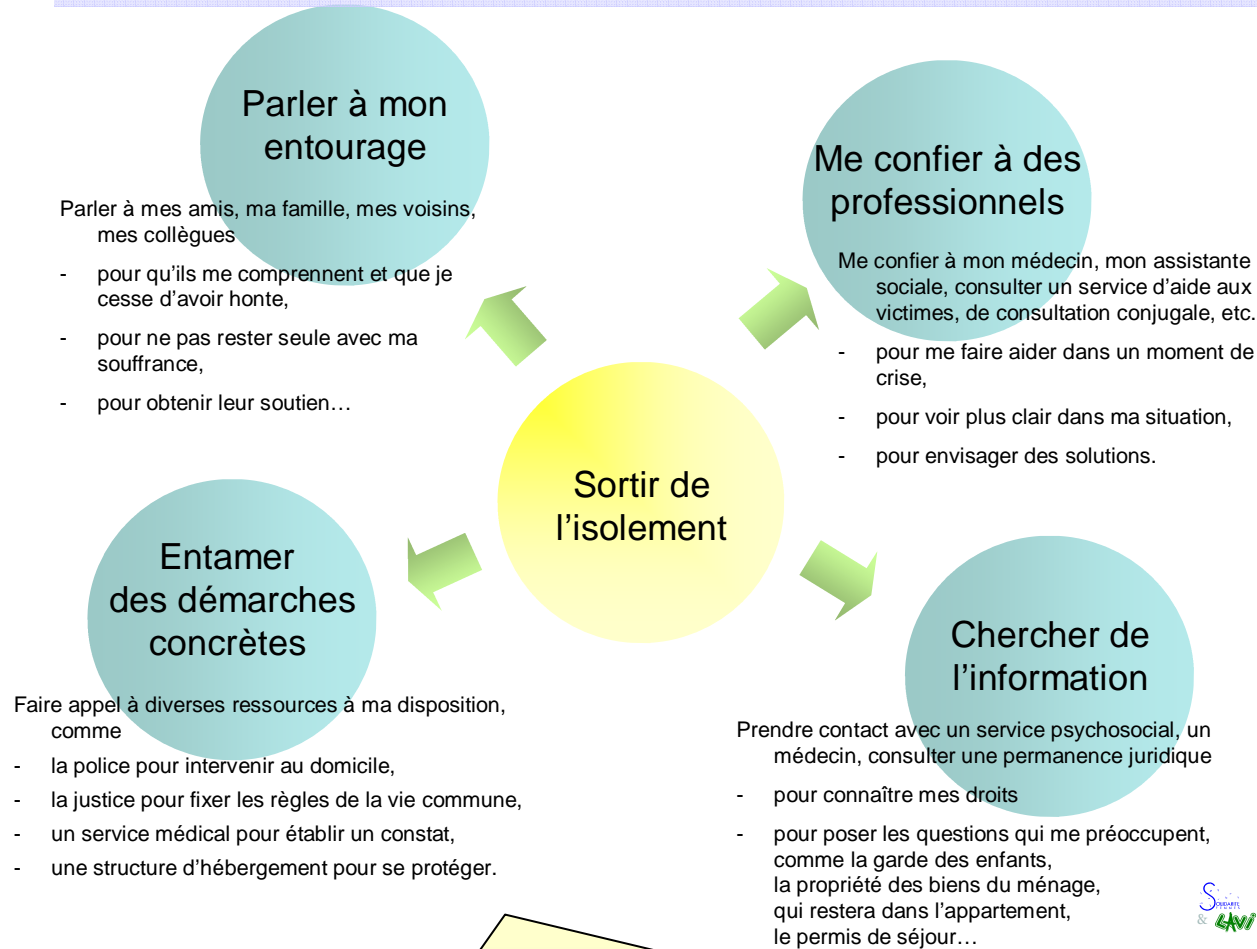 Parler à mon
entourage
Parler à mes amis, ma famille, mes voisins,
mes collègues
- pour qu'ils me comprennent et que je
cesse d'avoir honte,
- pour ne pas rester seule avec ma
souffrance,
- pour obtenir leur soutien…
Me confier à des
professionnels
Me confier à mon médecin, mon assistante
sociale, consulter un service d'aide aux
victimes, de consultation conjugale, etc.
- pour me faire aider dans un moment de
crise,
- pour voir plus clair dans ma situation,
- pour envisager des solutions.
Sortir de
l'isolement
Entamer
des démarches
concrètes
Faire appel à diverses ressources à ma disposition,
comme
- la police pour intervenir au domicile,
- la justice pour fixer les règles de la vie commune,
- un service médical pour établir un constat,
- une structure d'hébergement pour se protéger.
Chercher de
l'information
Prendre contact avec un service psychosocial, un
médecin, consulter une permanence juridique
- pour connaître mes droits
- pour poser les questions qui me préoccupent,
comme la garde des enfants,
la propriété des biens du ménage,
qui restera dans l'appartement,
le permis de séjour…
SOLIDARITÉ
FEMMES
& LAVI